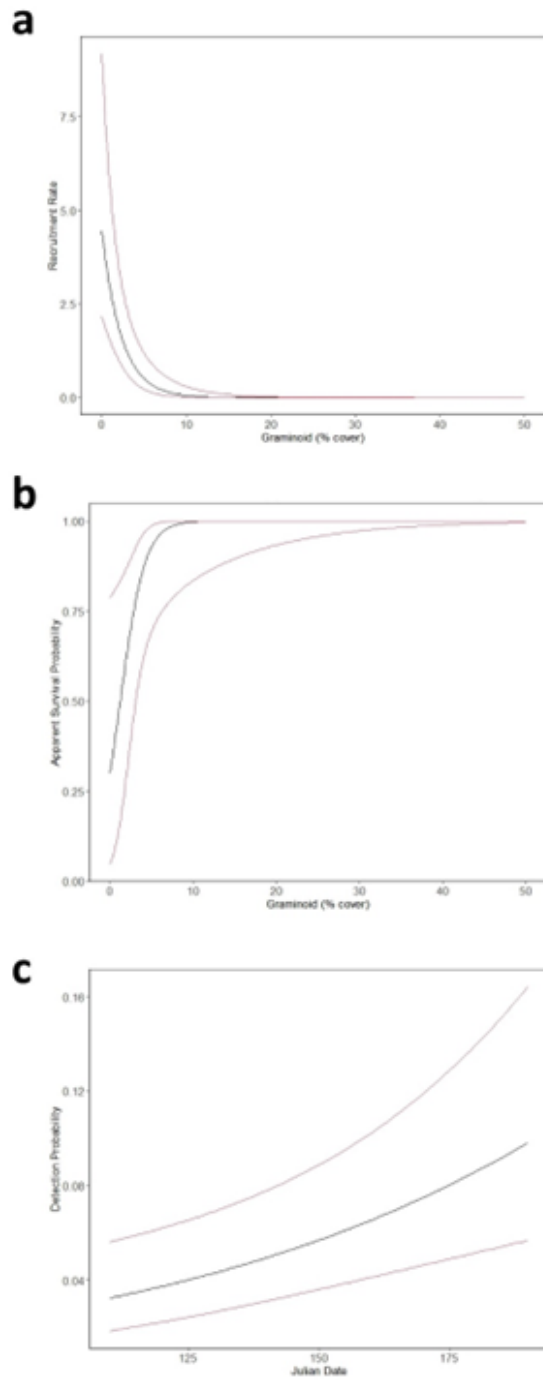 a
7.5
5.0
2.5
0.0
Recruitment Rate
0 10 20 30 40 50
Graminoid (% cover)
b
1.00
0.75
0.50
0.25
0.00
Apparent Survival Probability
0 10 20 30 40 50
Graminoid (% cover)
c
0.16
0.12
0.08
0.04
Detection Probability
125 150 175
Julian Date